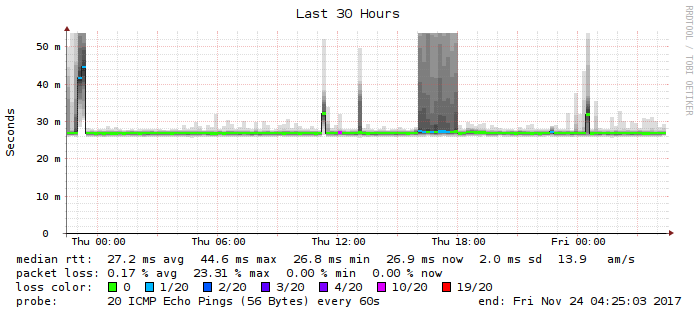 Last 30 Hours
RRDTOOL / TOBI OETIKER
Seconds
50 m
40 m
30 m
20 m
10 m
0
Thu 00:00 Thu 06:00 Thu 12:00 Thu 18:00 Fri 00:00
median rtt: 27.2 ms avg 44.6 ms max 26.8 ms min 26.9 ms now 2.0 ms sd 13.9 am/s
packet loss: 0.17 % avg 23.31 % max 0.00 % min 0.00 % now
loss color: 0 1/20 2/20 3/20 4/20 10/20 19/20
probe: 20 ICMP Echo Pings (56 Bytes) every 60s end: Fri Nov 24 04:25:03 2017